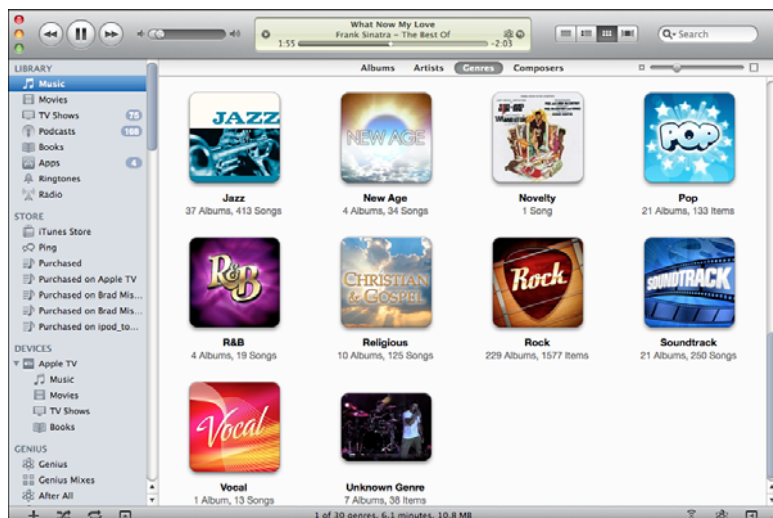 What Now My Love
Frank Sinatra – The Best Of
1:55
-2:03
Search
LIBRARY
Music
Movies
TV Shows 75
Podcasts 168
Books
Apps 4
Ringtones
Radio
STORE
iTunes Store
Ping
Purchased
Purchased on Apple TV
Purchased on Brad Mis...
Purchased on Brad Mis...
Purchased on ipod_to...
DEVICES
Apple TV
Music
Movies
TV Shows
Books
GENIUS
Genius
Genius Mixes
After All
Albums Artists Genres Composers
JAZZ
NEW AGE
POP
Jazz
37 Albums, 413 Songs
New Age
4 Albums, 34 Songs
Novelty
1 Song
Pop
21 Albums, 133 Items
R&B
CHRISTIAN
& GOSPEL
Rock
SOUNDTRACK
R&B
4 Albums, 19 Songs
Religious
10 Albums, 125 Songs
Rock
229 Albums, 1577 Items
Soundtrack
21 Albums, 250 Songs
Vocal
Vocal
1 Album, 13 Songs
Unknown Genre
7 Albums, 38 Items
1 of 30 genres, 6.1 minutes, 10.8 MB